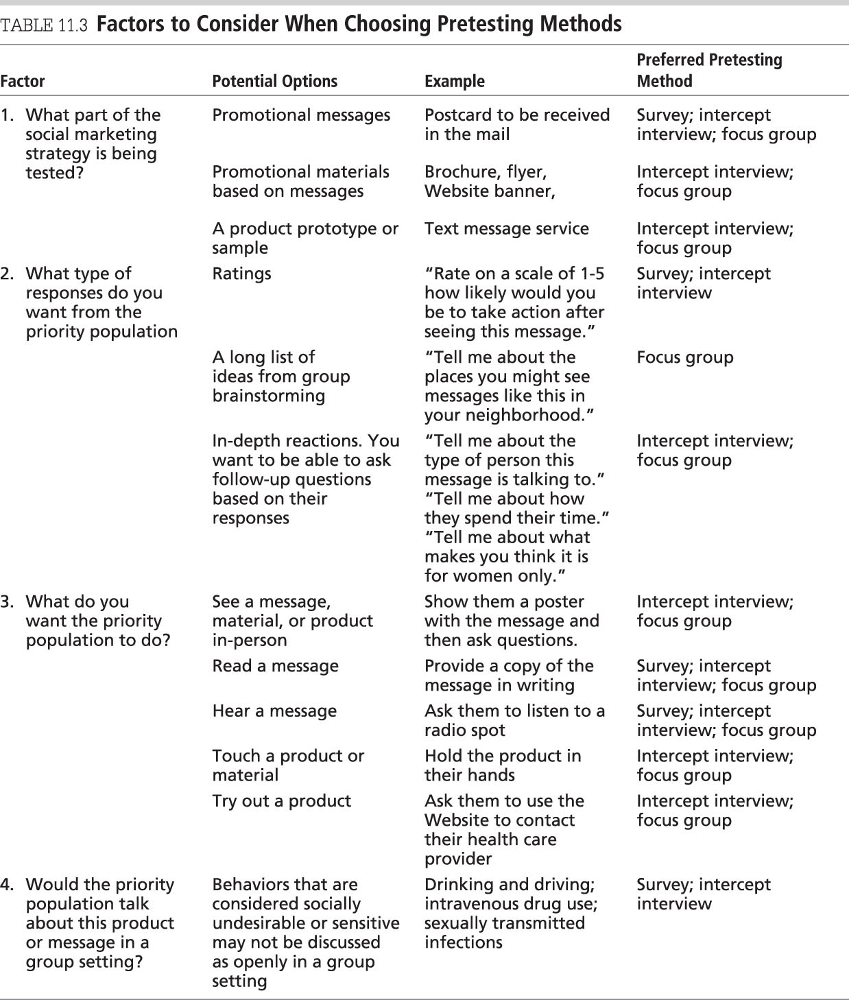 TABLE 11.3 Factors to Consider When Choosing Pretesting Methods
Factor
Potential Options
Example
Preferred Pretesting
Method
1. What part of the
social marketing
strategy is being
tested?
Promotional messages
Postcard to be received
in the mail
Survey; intercept
interview; focus group
Promotional materials
based on messages
Brochure, flyer,
Website banner,
Intercept interview;
focus group
A product prototype or
sample
Text message service
Intercept interview;
focus group
2. What type of
responses do you
want from the
priority population
Ratings
“Rate on a scale of 1-5
how likely would you
be to take action after
seeing this message.”
Survey; intercept
interview
A long list of
ideas from group
brainstorming
“Tell me about the
places you might see
messages like this in
your neighborhood.”
Focus group
In-depth reactions. You
want to be able to ask
follow-up questions
based on their
responses
“Tell me about the
type of person this
message is talking to.”
“Tell me about how
they spend their time.”
“Tell me about what
makes you think it is
for women only.”
Intercept interview;
focus group
3. What do you
want the priority
population to do?
See a message,
material, or product
in-person
Show them a poster
with the message and
then ask questions.
Intercept interview;
focus group
Read a message
Provide a copy of the
message in writing
Survey; intercept
interview; focus group
Hear a message
Ask them to listen to a
radio spot
Survey; intercept
interview; focus group
Touch a product or
material
Hold the product in
their hands
Intercept interview;
focus group
Try out a product
Ask them to use the
Website to contact
their health care
provider
Intercept interview;
focus group
4. Would the priority
population talk
about this product
or message in a
group setting?
Behaviors that are
considered socially
undesirable or sensitive
may not be discussed
as openly in a group
setting
Drinking and driving;
intravenous drug use;
sexually transmitted
infections
Survey; intercept
interview